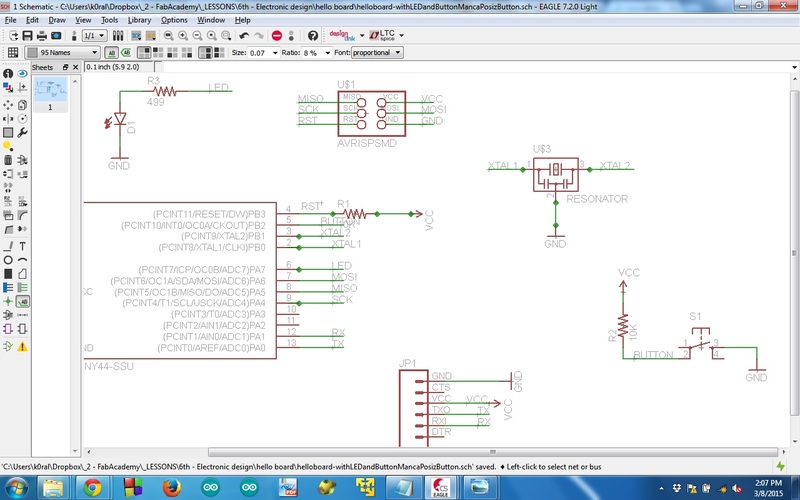 1 Schematic - C:\Users\k0ral\Dropbox\_2 - FabAcademy\_LESSONS\6th - Electronic design\hello board\helloboard-withLEDandButtonMancaPosizButton.sch* - EAGLE 7.2.0 Light
File Edit Draw View Tools Library Options Window Help
1/1 design link LTC spice
95 Names Size: 0.07 Ratio: 8 % Font: proportional
Sheets 0.1 inch (5.9 2.0)
1
R3
LED
499
D1
GND
U$1
MISO MISO VCC VCC
SCK SCK MOSI MOSI
RST RST GND GND
AVRISPSMD
U$3
XTAL1 1 3 XTAL2
2
RESONATOR
GND
(PCINT11/RESET/DW)PB3 4 RST R1
(PCINT10/INT0/OC0A/CKOUT)PB2 5 BUTTON
(PCINT9/XTAL2)PB1 3 XTAL2
(PCINT8/XTAL1/CLKI)PB0 2 XTAL1
VCC
(PCINT7/ICP/OC0B/ADC7)PA7 6 LED
(PCINT6/OC1A/SDA/MOSI/ADC6)PA6 7 MOSI
(PCINT5/OC1B/MISO/DO/ADC5)PA5 8 MISO
(PCINT4/T1/SCL/USCK/ADC4)PA4 9 SCK
(PCINT3/T0/ADC3)PA3 10
(PCINT2/AIN1/ADC2)PA2 11
(PCINT1/AIN0/ADC1)PA1 12 RX
(PCINT0/AREF/ADC0)PA0 13 TX
CC
ND
NY44-SSU
VCC
R2
10K
BUTTON
S1
1 3
2 4
GND
JP1
GND GND
CTS
VCC VCC VCC
TXO TX
RXI RX
DTR
'C:/Users/k0ral/Dropbox/_2 - FabAcademy/_LESSONS/6th - Electronic design/hello board/helloboard-withLEDandButtonMancaPosizButton.sch' saved. ♦ Left-click to select net or bus
CS
EAGLE
2:07 PM
3/8/2015